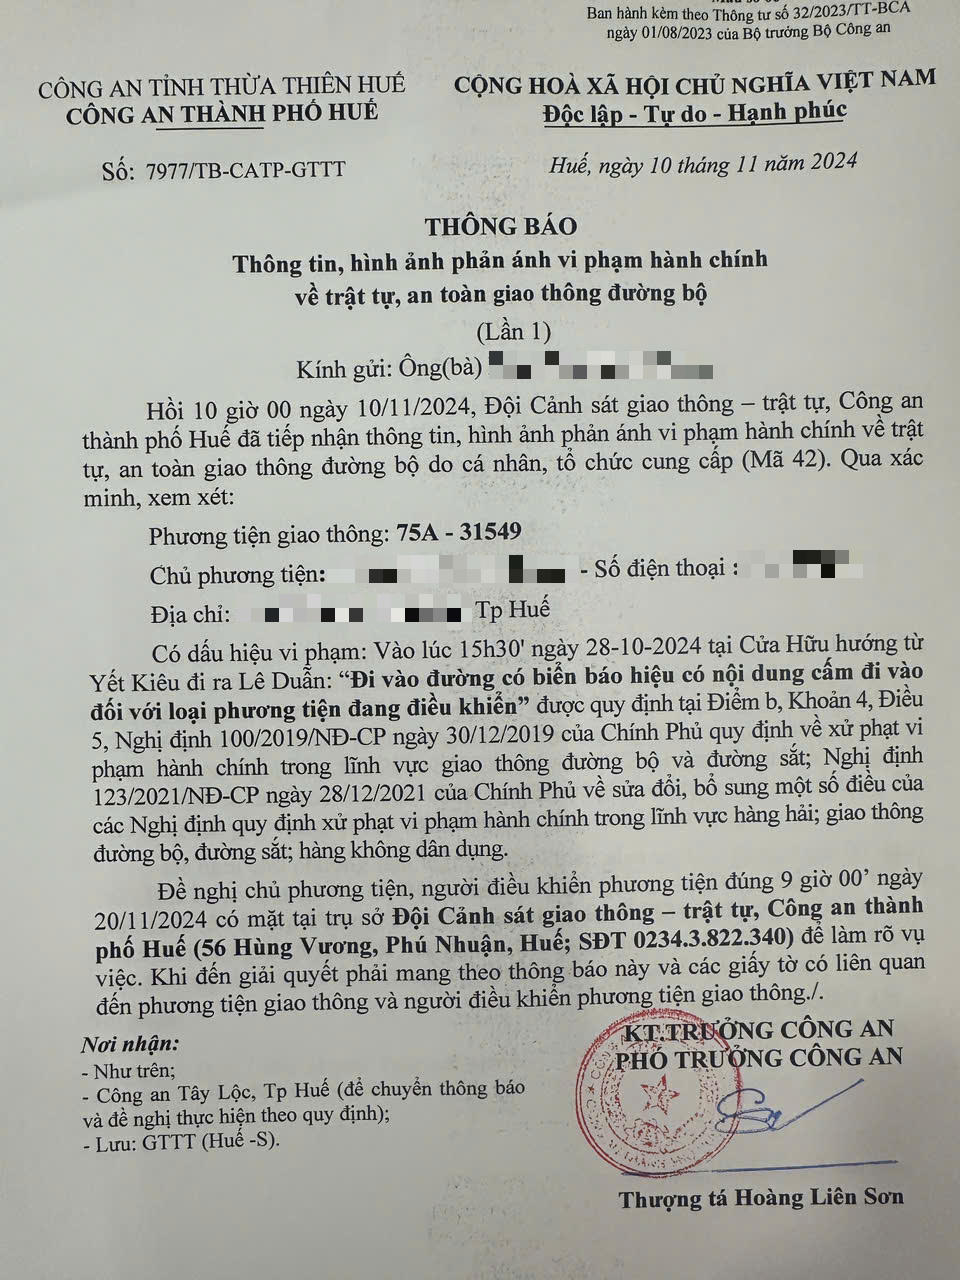 Ban hành kèm theo Thông tư số 32/2023/TT-BCA
ngày 01/08/2023 của Bộ trưởng Bộ Công an
CÔNG AN TỈNH THỪA THIÊN HUẾ
CÔNG AN THÀNH PHỐ HUẾ
CỘNG HOÀ XÃ HỘI CHỦ NGHĨA VIỆT NAM
Độc lập - Tự do - Hạnh phúc
Số: 7977/TB-CATP-GTTT
Huế, ngày 10 tháng 11 năm 2024
THÔNG BÁO
Thông tin, hình ảnh phản ánh vi phạm hành chính
về trật tự, an toàn giao thông đường bộ
(Lần 1)
Kính gửi: Ông(bà)
Hồi 10 giờ 00 ngày 10/11/2024, Đội Cảnh sát giao thông – trật tự, Công an
thành phố Huế đã tiếp nhận thông tin, hình ảnh phản ánh vi phạm hành chính về trật
tự, an toàn giao thông đường bộ do cá nhân, tổ chức cung cấp (Mã 42). Qua xác
minh, xem xét:
Phương tiện giao thông: 75A - 31549
Chủ phương tiện: - Số điện thoại :
Địa chỉ: Tp Huế
Có dấu hiệu vi phạm: Vào lúc 15h30' ngày 28-10-2024 tại Cửa Hữu hướng từ
Yết Kiêu đi ra Lê Duẫn: “Đi vào đường có biển báo hiệu có nội dung cấm đi vào
đối với loại phương tiện đang điều khiển” được quy định tại Điểm b, Khoản 4, Điều
5, Nghị định 100/2019/NĐ-CP ngày 30/12/2019 của Chính Phủ quy định về xử phạt vi
phạm hành chính trong lĩnh vực giao thông đường bộ và đường sắt; Nghị định
123/2021/NĐ-CP ngày 28/12/2021 của Chính Phủ về sửa đổi, bổ sung một số điều của
các Nghị định quy định xử phạt vi phạm hành chính trong lĩnh vực hàng hải; giao thông
đường bộ, đường sắt; hàng không dân dụng.
Đề nghị chủ phương tiện, người điều khiển phương tiện đúng 9 giờ 00’ ngày
20/11/2024 có mặt tại trụ sở Đội Cảnh sát giao thông – trật tự, Công an thành
phố Huế (56 Hùng Vương, Phú Nhuận, Huế; SĐT 0234.3.822.340) để làm rõ vụ
việc. Khi đến giải quyết phải mang theo thông báo này và các giấy tờ có liên quan
đến phương tiện giao thông và người điều khiển phương tiện giao thông./.
Nơi nhận:
- Như trên;
- Công an Tây Lộc, Tp Huế (để chuyển thông báo
và đề nghị thực hiện theo quy định);
- Lưu: GTTT (Huế -S).
KT.TRƯỞNG CÔNG AN
PHÓ TRƯỞNG CÔNG AN
Thượng tá Hoàng Liên Sơn